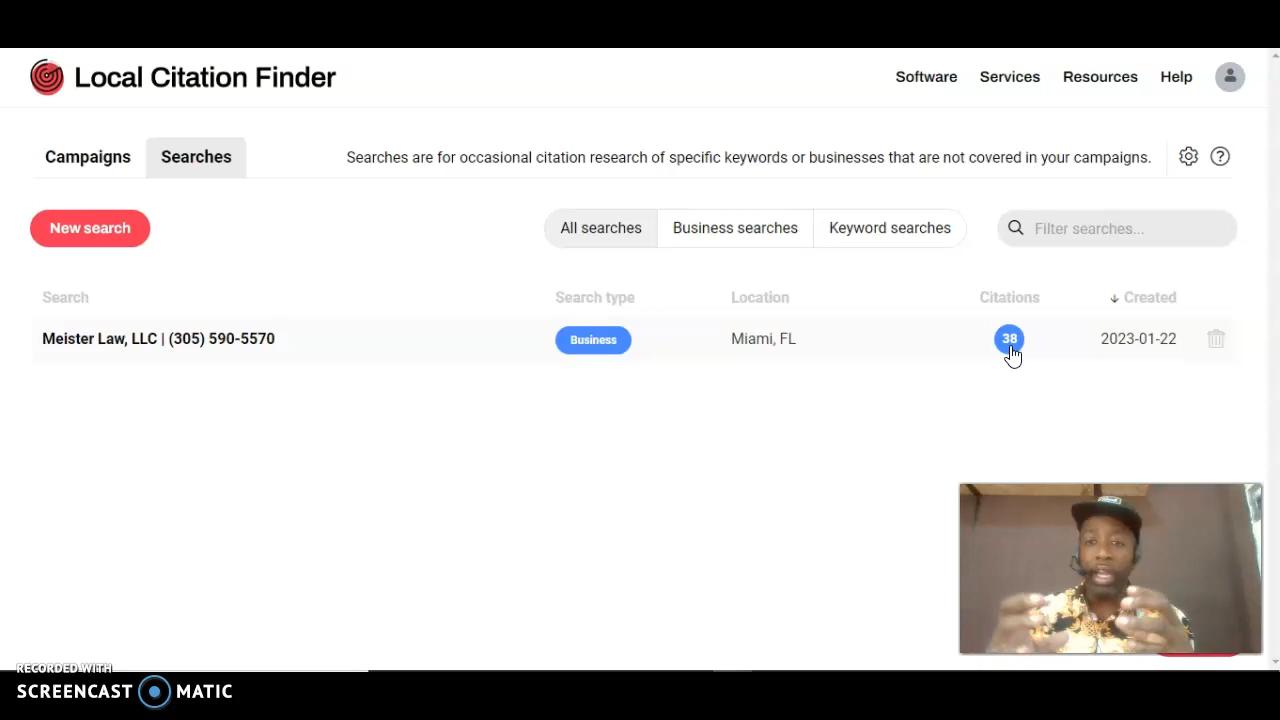 Local Citation Finder
Software Services Resources Help
Campaigns Searches Searches are for occasional citation research of specific keywords or businesses that are not covered in your campaigns.
New search All searches Business searches Keyword searches Filter searches...
Search Search type Location Citations Created
Meister Law, LLC | (305) 590-5570 Business Miami, FL 38 2023-01-22
RECORDED WITH
SCREENCAST MATIC